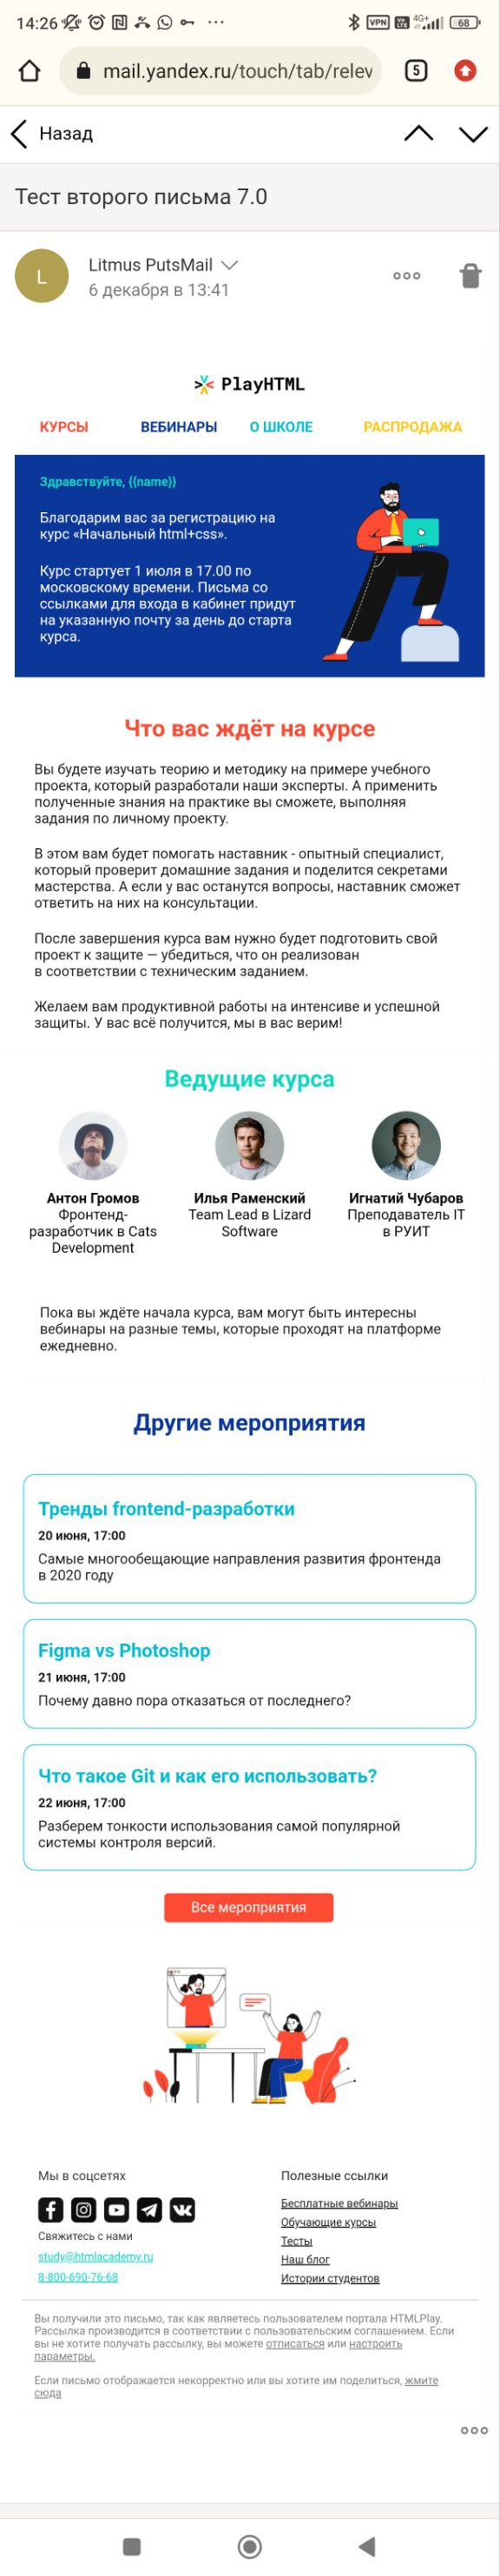 14:26
VPN
4G+
68
mail.yandex.ru/touch/tab/relev
5
Назад
Тест второго письма 7.0
L
Litmus PutsMail
6 декабря в 13:41
PlayHTML
КУРСЫ ВЕБИНАРЫ О ШКОЛЕ РАСПРОДАЖА
Здравствуйте, {{name}}
Благодарим вас за регистрацию на
курс «Начальный html+css».
Курс стартует 1 июля в 17.00 по
московскому времени. Письма со
ссылками для входа в кабинет придут
на указанную почту за день до старта
курса.
Что вас ждёт на курсе
Вы будете изучать теорию и методику на примере учебного
проекта, который разработали наши эксперты. А применить
полученные знания на практике вы сможете, выполняя
задания по личному проекту.
В этом вам будет помогать наставник - опытный специалист,
который проверит домашние задания и поделится секретами
мастерства. А если у вас останутся вопросы, наставник сможет
ответить на них на консультации.
После завершения курса вам нужно будет подготовить свой
проект к защите — убедиться, что он реализован
в соответствии с техническим заданием.
Желаем вам продуктивной работы на интенсиве и успешной
защиты. У вас всё получится, мы в вас верим!
Ведущие курса
Антон Громов
Фронтенд-
разработчик в Cats
Development
Илья Раменский
Team Lead в Lizard
Software
Игнатий Чубаров
Преподаватель IT
в РУИТ
Пока вы ждёте начала курса, вам могут быть интересны
вебинары на разные темы, которые проходят на платформе
ежедневно.
Другие мероприятия
Тренды frontend-разработки
20 июня, 17:00
Самые многообещающие направления развития фронтенда
в 2020 году
Figma vs Photoshop
21 июня, 17:00
Почему давно пора отказаться от последнего?
Что такое Git и как его использовать?
22 июня, 17:00
Разберем тонкости использования самой популярной
системы контроля версий.
Все мероприятия
Мы в соцсетях
Свяжитесь с нами
study@htmlacademy.ru
8-800-690-76-68
Полезные ссылки
Бесплатные вебинары
Обучающие курсы
Тесты
Наш блог
Истории студентов
Вы получили это письмо, так как являетесь пользователем портала HTMLPlay.
Рассылка производится в соответствии с пользовательским соглашением. Если
вы не хотите получать рассылку, вы можете отписаться или настроить
параметры.
Если письмо отображается некорректно или вы хотите им поделиться, жмите
сюда